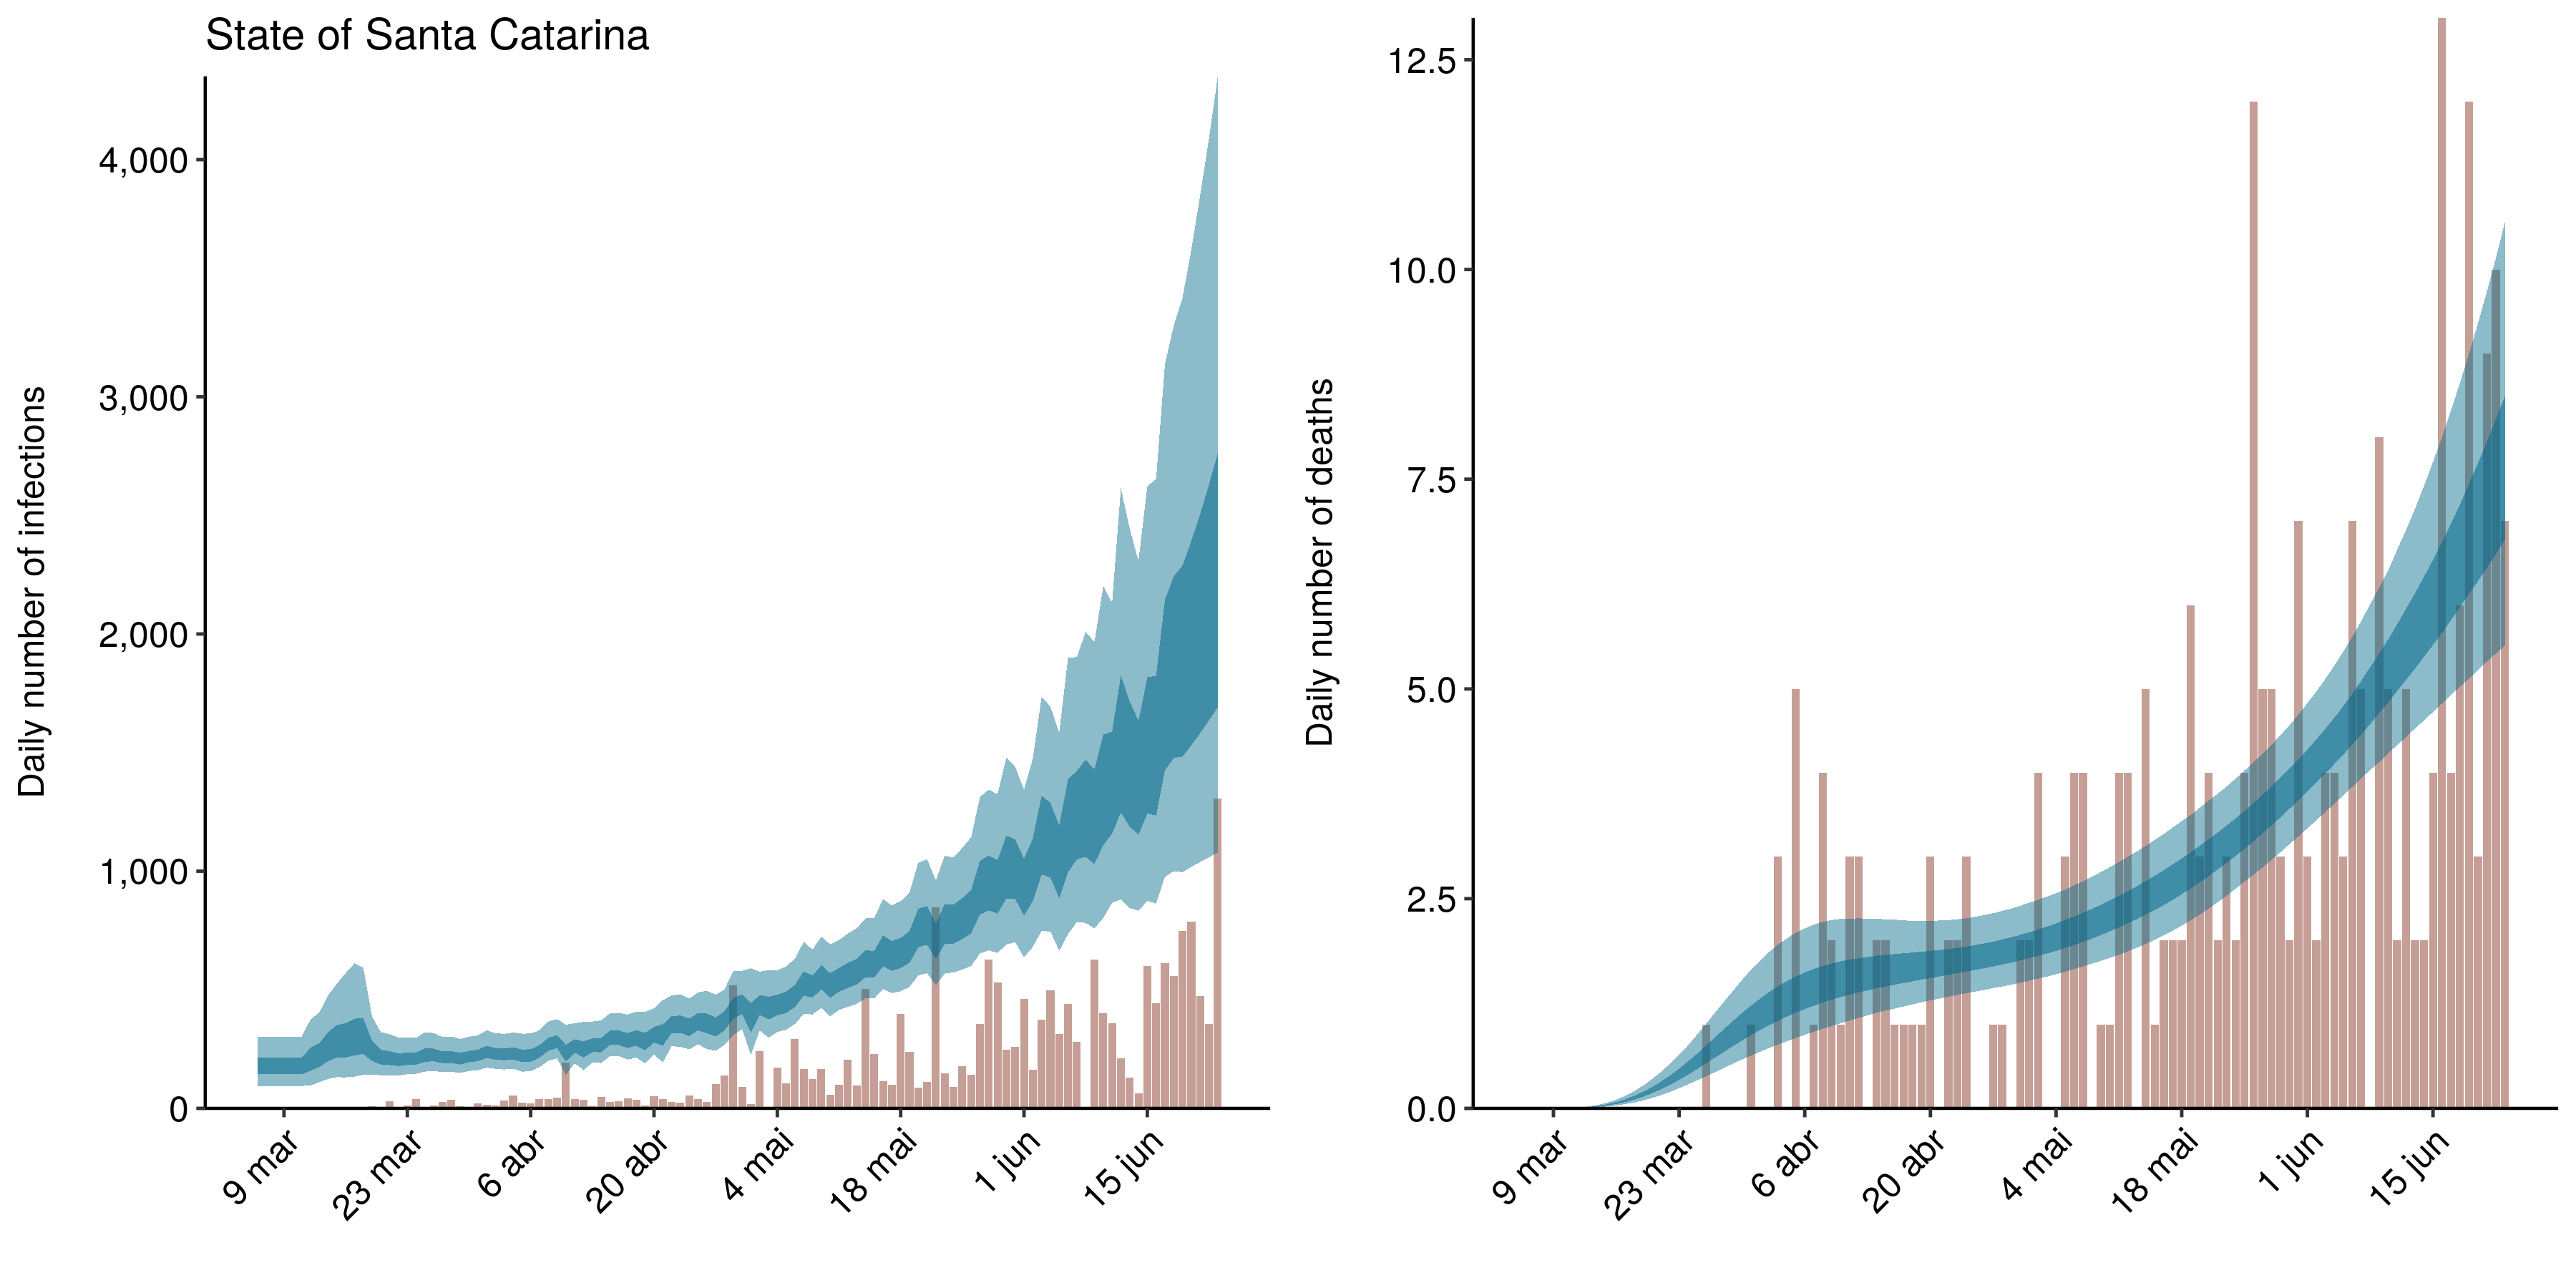 State of Santa Catarina
Daily number of infections
4,000
3,000
2,000
1,000
0
9 mar
23 mar
6 abr
20 abr
4 mai
18 mai
1 jun
15 jun
Daily number of deaths
12.5
10.0
7.5
5.0
2.5
0.0
9 mar
23 mar
6 abr
20 abr
4 mai
18 mai
1 jun
15 jun